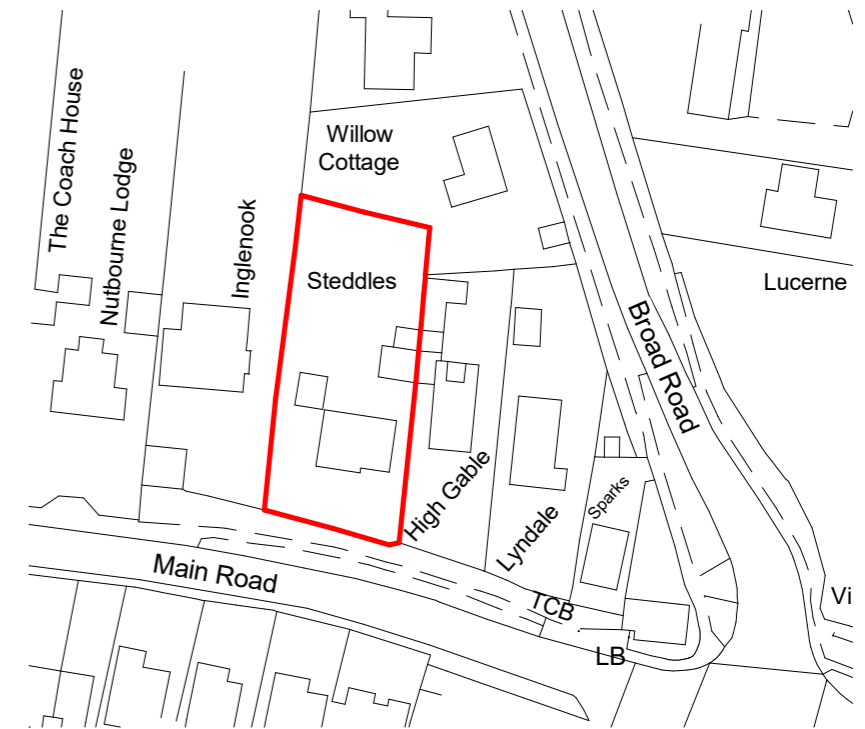 The Coach House
Nutbourne Lodge
Inglenook
Willow
Cottage
Steddles
High Gable
Lyndale
Sparks
Broad Road
Lucerne
Main Road
TCB
LB
Vi